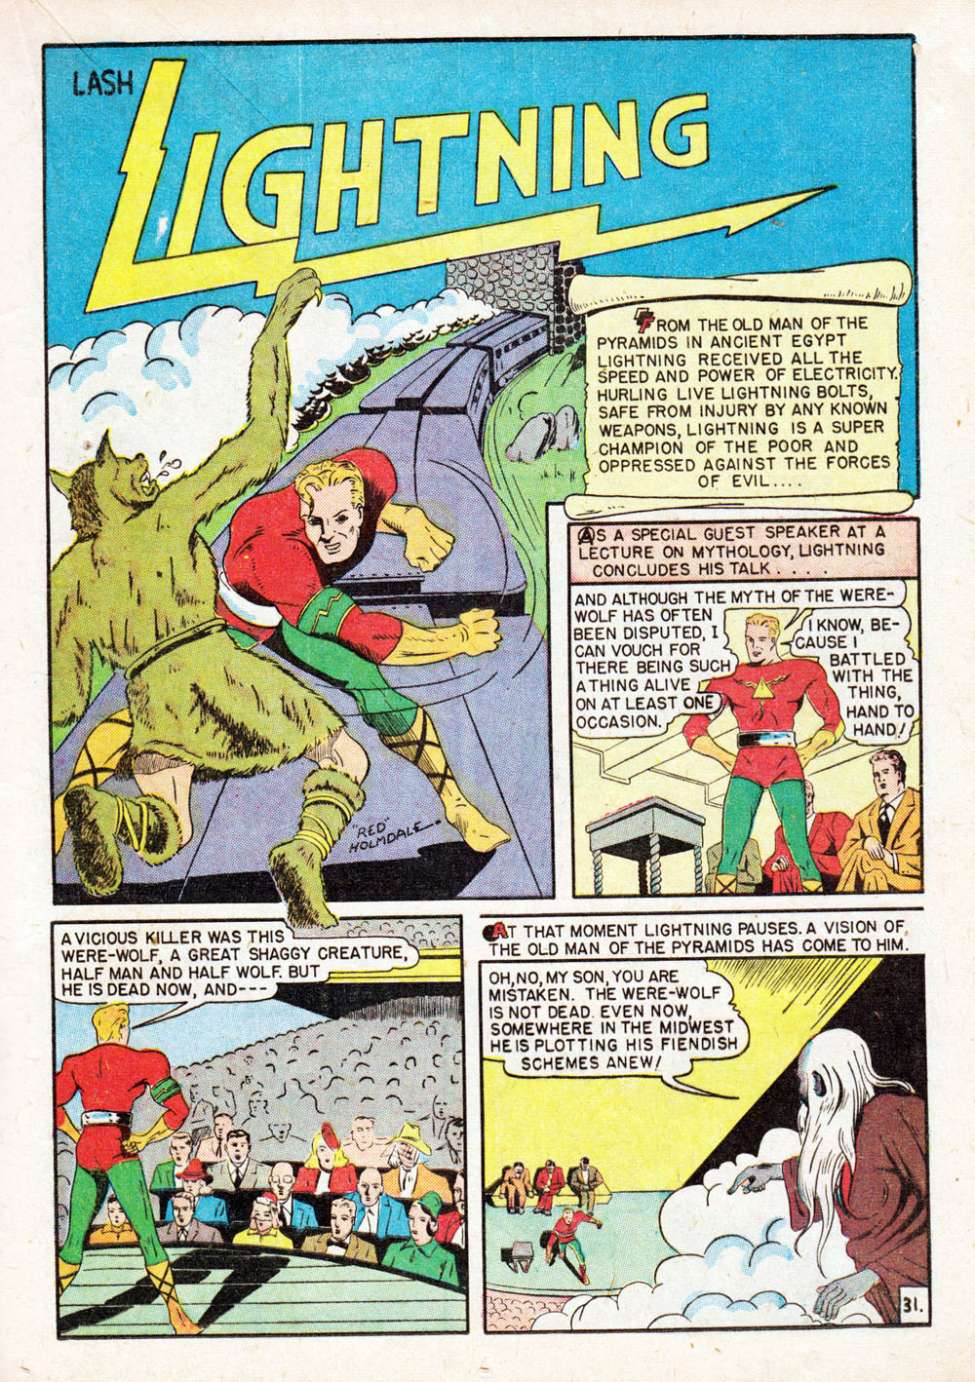 LASH
LIGHTNING
FROM THE OLD MAN OF THE
PYRAMIDS IN ANCIENT EGYPT
LIGHTNING RECEIVED ALL THE
SPEED AND POWER OF ELECTRICITY.
HURLING LIVE LIGHTNING BOLTS,
SAFE FROM INJURY BY ANY KNOWN
WEAPONS, LIGHTNING IS A SUPER
CHAMPION OF THE POOR AND
OPPRESSED AGAINST THE FORCES
OF EVIL....
"RED"
HOLMDALE
AS A SPECIAL GUEST SPEAKER AT A
LECTURE ON MYTHOLOGY, LIGHTNING
CONCLUDES HIS TALK . . . .
AND ALTHOUGH THE MYTH OF THE WERE-
WOLF HAS OFTEN
BEEN DISPUTED, I
CAN VOUCH FOR
THERE BEING SUCH
A THING ALIVE
ON AT LEAST ONE
OCCASION.
I KNOW, BE-
CAUSE I
BATTLED
WITH THE
THING,
HAND TO
HAND!
A VICIOUS KILLER WAS THIS
WERE-WOLF, A GREAT SHAGGY CREATURE,
HALF MAN AND HALF WOLF. BUT
HE IS DEAD NOW, AND---
AT THAT MOMENT LIGHTNING PAUSES. A VISION OF
THE OLD MAN OF THE PYRAMIDS HAS COME TO HIM.
OH, NO, MY SON, YOU ARE
MISTAKEN. THE WERE-WOLF
IS NOT DEAD. EVEN NOW,
SOMEWHERE IN THE MIDWEST
HE IS PLOTTING HIS FIENDISH
SCHEMES ANEW!
31.